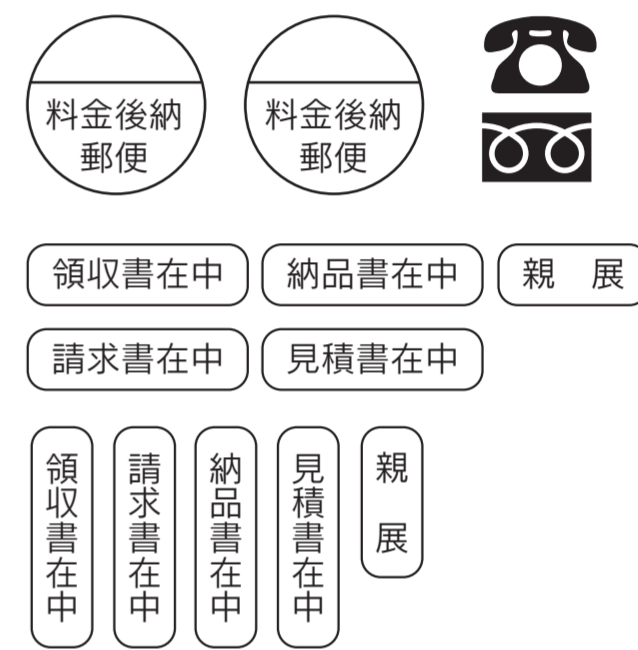 料金後納
郵便
料金後納
郵便
領収書在中
納品書在中
親　展
請求書在中
見積書在中
領収書在中
請求書在中
納品書在中
見積書在中
親　展